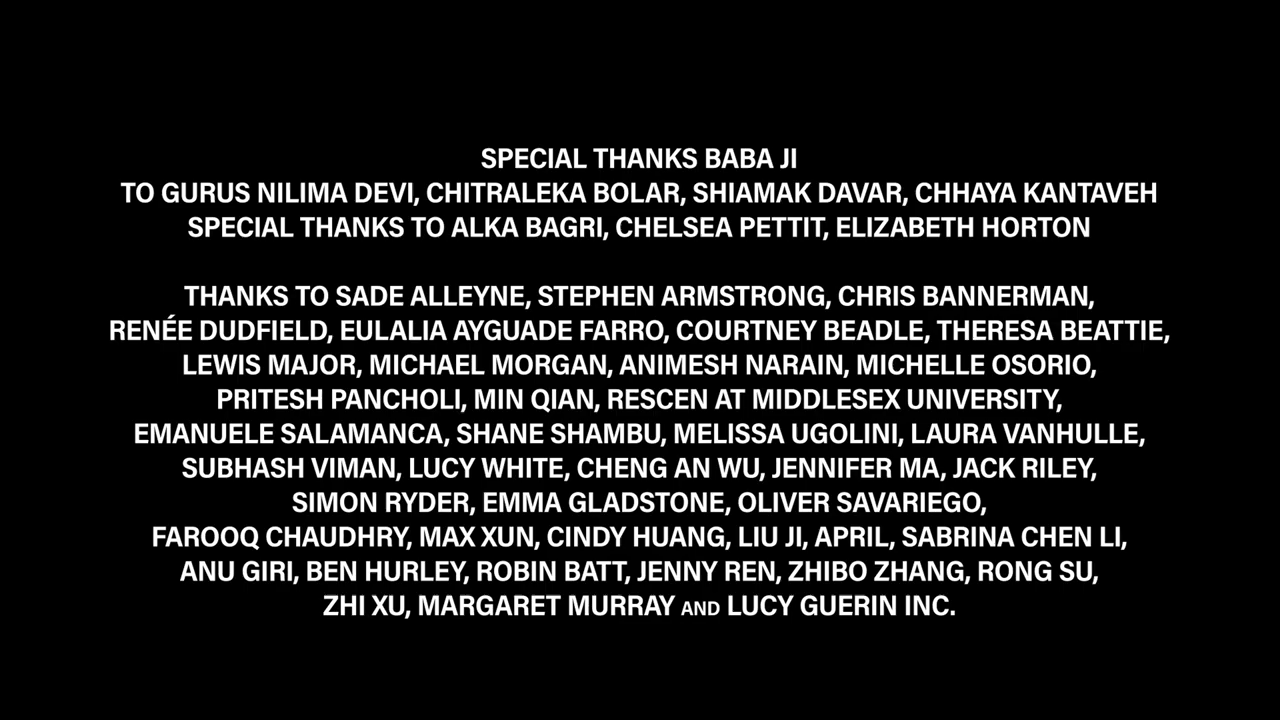 SPECIAL THANKS BABA JI
TO GURUS NILIMA DEVI, CHITRALEKA BOLAR, SHIAMAK DAVAR, CHHAYA KANTAVEH
SPECIAL THANKS TO ALKA BAGRI, CHELSEA PETTIT, ELIZABETH HORTON
THANKS TO SADE ALLEYNE, STEPHEN ARMSTRONG, CHRIS BANNERMAN,
RENÉE DUDFIELD, EULALIA AYGUADE FARRO, COURTNEY BEADLE, THERESA BEATTIE,
LEWIS MAJOR, MICHAEL MORGAN, ANIMESH NARAIN, MICHELLE OSORIO,
PRITESH PANCHOLI, MIN QIAN, RESCEN AT MIDDLESEX UNIVERSITY,
EMANUELE SALAMANCA, SHANE SHAMBU, MELISSA UGOLINI, LAURA VANHULLE,
SUBHASH VIMAN, LUCY WHITE, CHENG AN WU, JENNIFER MA, JACK RILEY,
SIMON RYDER, EMMA GLADSTONE, OLIVER SAVARIEGO,
FAROOQ CHAUDHRY, MAX XUN, CINDY HUANG, LIU JI, APRIL, SABRINA CHEN LI,
ANU GIRI, BEN HURLEY, ROBIN BATT, JENNY REN, ZHIBO ZHANG, RONG SU,
ZHI XU, MARGARET MURRAY AND LUCY GUERIN INC.